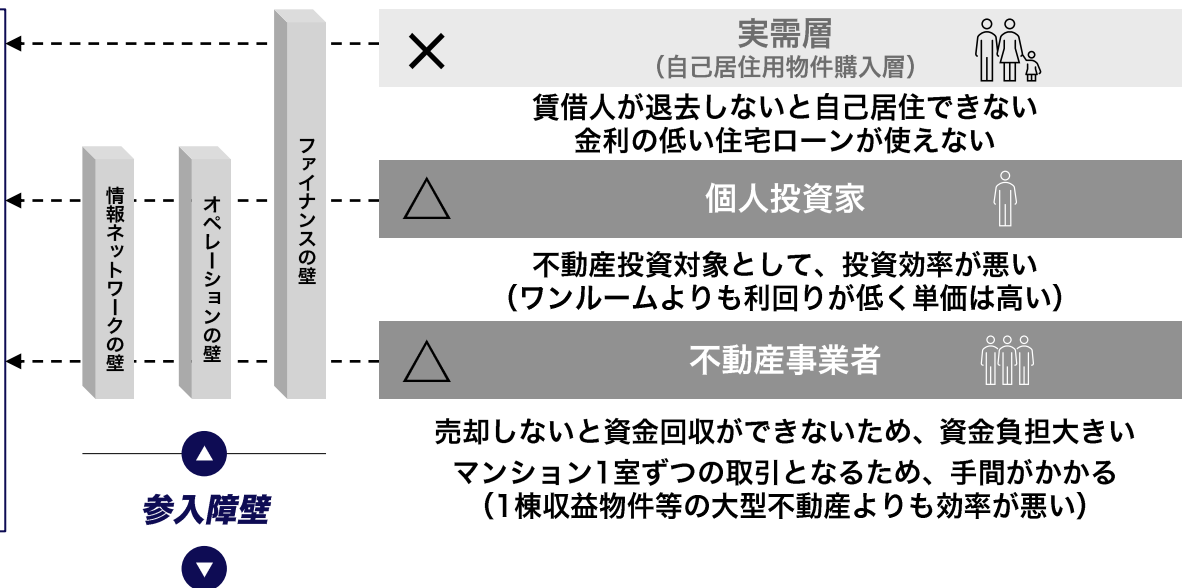 実需層
（自己居住用物件購入層）
賃借人が退去しないと自己居住できない
金利の低い住宅ローンが使えない
個人投資家
不動産投資対象として、投資効率が悪い
（ワンルームよりも利回りが低く単価は高い）
不動産事業者
売却しないと資金回収ができないため、資金負担大きい
マンション1室ずつの取引となるため、手間がかかる
（1棟収益物件等の大型不動産よりも効率が悪い）
ファイナンスの壁
オペレーションの壁
情報ネットワークの壁
参入障壁